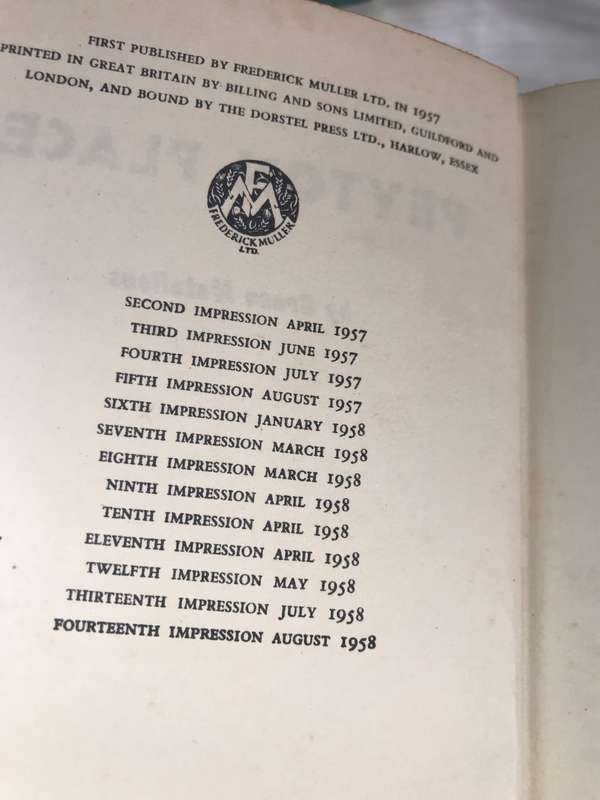 FIRST PUBLISHED BY FREDERICK MULLER LTD. IN 1957
PRINTED IN GREAT BRITAIN BY BILLING AND SONS LIMITED, GUILDFORD AND
LONDON, AND BOUND BY THE DORSTEL PRESS LTD., HARLOW, ESSEX
FM
FREDERICK MULLER
LTD.
SECOND IMPRESSION APRIL 1957
THIRD IMPRESSION JUNE 1957
FOURTH IMPRESSION JULY 1957
FIFTH IMPRESSION AUGUST 1957
SIXTH IMPRESSION JANUARY 1958
SEVENTH IMPRESSION MARCH 1958
EIGHTH IMPRESSION MARCH 1958
NINTH IMPRESSION APRIL 1958
TENTH IMPRESSION APRIL 1958
ELEVENTH IMPRESSION APRIL 1958
TWELFTH IMPRESSION MAY 1958
THIRTEENTH IMPRESSION JULY 1958
FOURTEENTH IMPRESSION AUGUST 1958